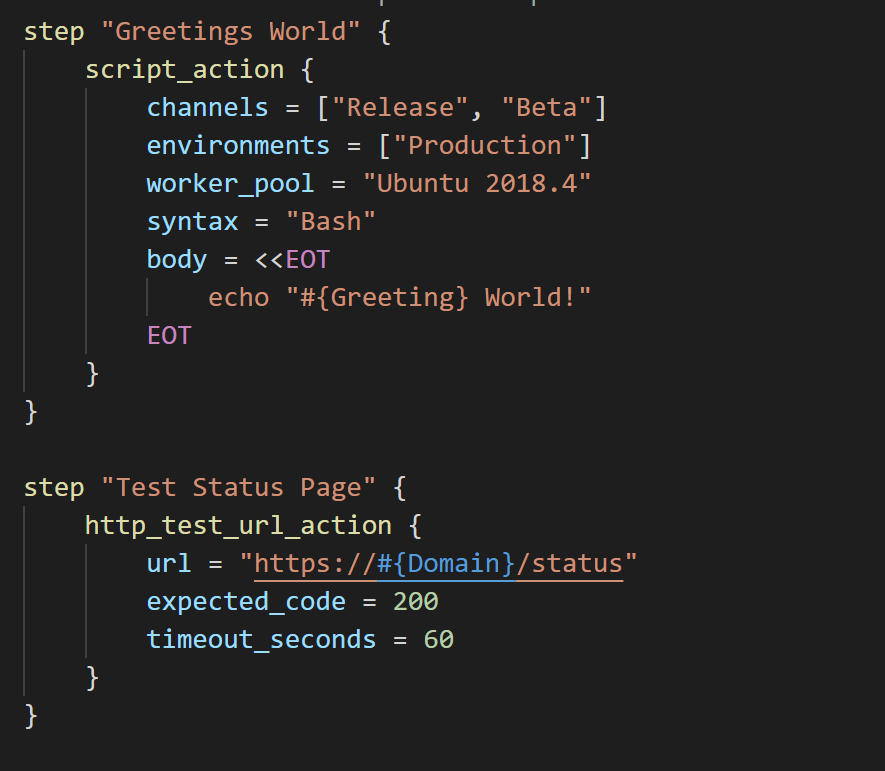 step "Greetings World" {
    script_action {
        channels = ["Release", "Beta"]
        environments = ["Production"]
        worker_pool = "Ubuntu 2018.4"
        syntax = "Bash"
        body = <<EOT
            echo "#{Greeting} World!"
        EOT
    }
}

step "Test Status Page" {
    http_test_url_action {
        url = "https://#{Domain}/status"
        expected_code = 200
        timeout_seconds = 60
    }
}